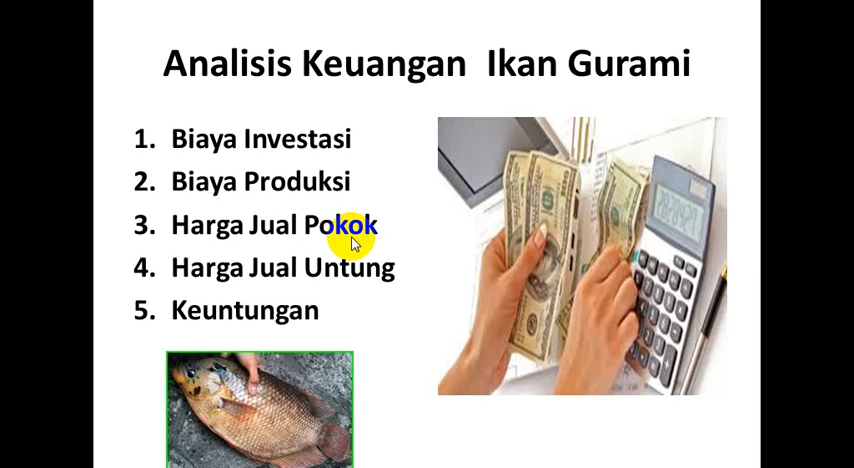 Analisis Keuangan Ikan Gurami
1. Biaya Investasi
2. Biaya Produksi
3. Harga Jual Pokok
4. Harga Jual Untung
5. Keuntungan